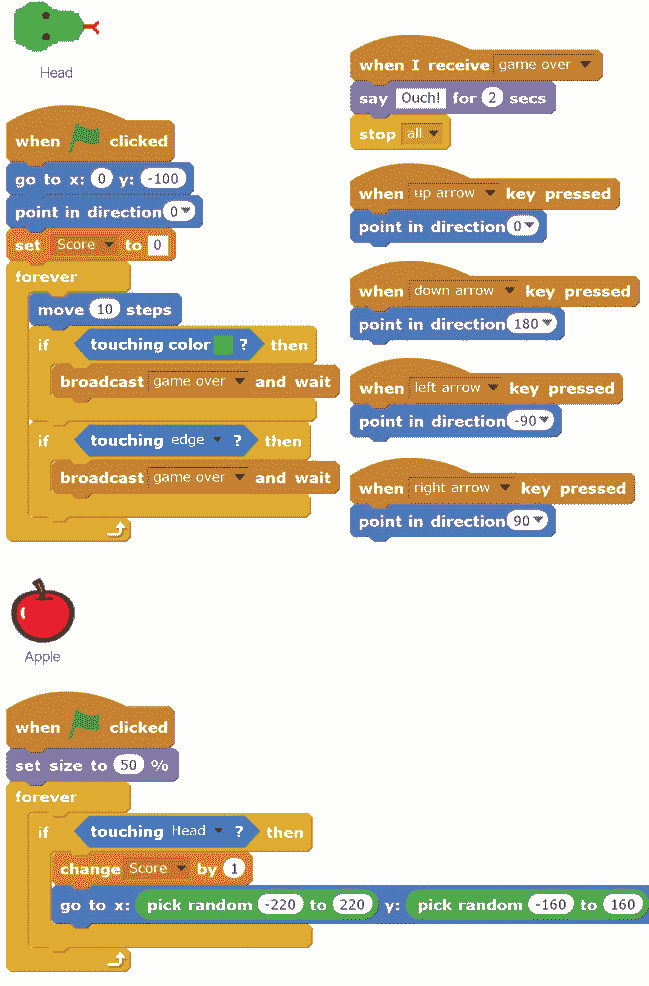 Head
when clicked
go to x: 0 y: -100
point in direction 0
set Score to 0
forever
move 10 steps
if touching color ? then
broadcast game over and wait
if touching edge ? then
broadcast game over and wait
when I receive game over
say Ouch! for 2 secs
stop all
when up arrow key pressed
point in direction 0
when down arrow key pressed
point in direction 180
when left arrow key pressed
point in direction -90
when right arrow key pressed
point in direction 90
Apple
when clicked
set size to 50 %
forever
if touching Head ? then
change Score by 1
go to x: pick random -220 to 220 y: pick random -160 to 160